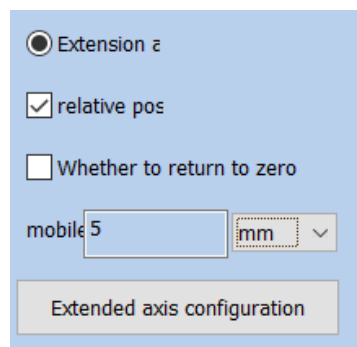 Extension a
relative pos
Whether to return to zero
mobile 5 mm
Extended axis configuration